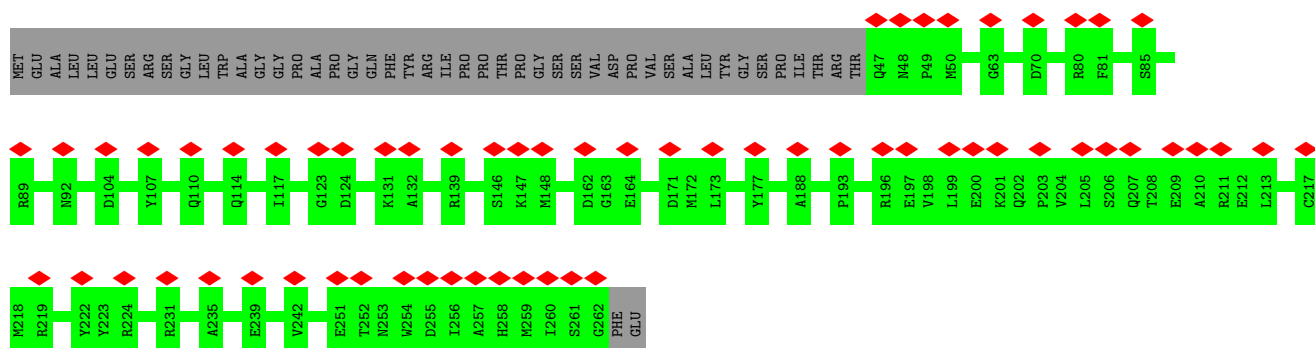 MET GLU ALA LEU LEU GLU SER ARG SER GLY LEU TRP ALA GLY GLY PRO ALA PRO GLY GLN PHE TYR ARG ILE PRO PRO THR PRO GLY SER SER VAL ASP PRO VAL SER ALA LEU TYR GLY SER PRO ILE THR ARG THR Q47 N48 P49 M50 G63 D70 R80 F81 S85
R89 N92 D104 Y107 Q110 Q114 I117 G123 D124 K131 A132 R139 S146 K147 M148 D162 G163 E164 D171 M172 L173 Y177 A188 P193 R196 E197 V198 L199 E200 K201 Q202 P203 V204 L205 S206 Q207 T208 E209 A210 R211 E212 L213 C217
M218 R219 Y222 Y223 R224 R231 A235 E239 V242 E251 T252 N253 W254 D255 I256 A257 H258 M259 I260 S261 G262 PHE GLU